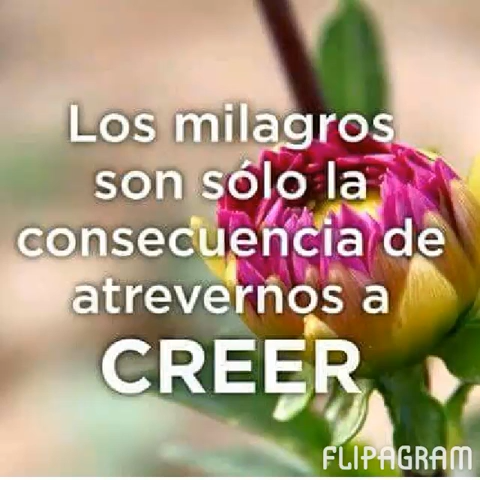 Los milagros
son sólo la
consecuencia de
atrevernos a
CREER
FLIPAGRAM